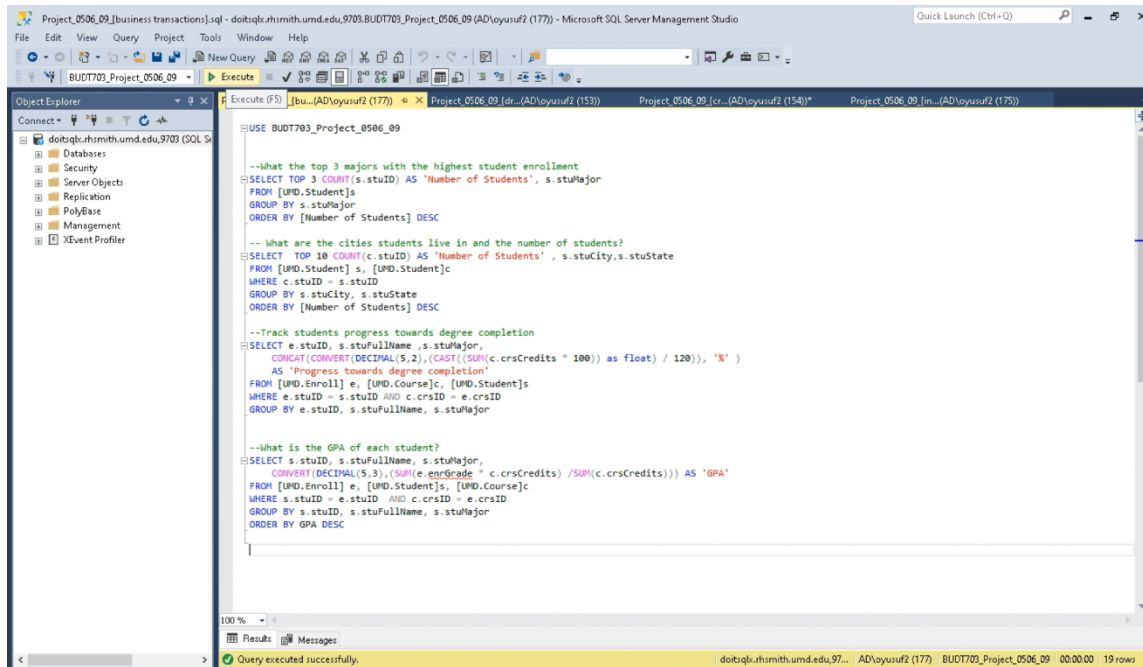 Project_0506_09_[business transactions].sql - doitsqlx.rhsmith.umd.edu,9703.BUDT703_Project_0506_09 (AD\oyusuf2 (177)) - Microsoft SQL Server Management Studio
Quick Launch (Ctrl+Q)
File Edit View Query Project Tools Window Help
New Query
BUDT703_Project_0506_09 Execute
Object Explorer
Execute (F5) [bu...(AD\oyusuf2 (177)) Project_0506_09_[dr...(AD\oyusuf2 (153)) Project_0506_09_[cr...(AD\oyusuf2 (154))* Project_0506_09_[in...(AD\oyusuf2 (175))
Connect
doitsqlx.rhsmith.umd.edu,9703 (SQL Se
Databases
Security
Server Objects
Replication
PolyBase
Management
XEvent Profiler
USE BUDT703_Project_0506_09
--What the top 3 majors with the highest student enrollment
SELECT TOP 3 COUNT(s.stuID) AS 'Number of Students', s.stuMajor
FROM [UMD.Student]s
GROUP BY s.stuMajor
ORDER BY [Number of Students] DESC
-- What are the cities students live in and the number of students?
SELECT TOP 10 COUNT(c.stuID) AS 'Number of Students' , s.stuCity,s.stuState
FROM [UMD.Student] s, [UMD.Student]c
WHERE c.stuID = s.stuID
GROUP BY s.stuCity, s.stuState
ORDER BY [Number of Students] DESC
--Track students progress towards degree completion
SELECT e.stuID, s.stuFullName ,s.stuMajor,
CONCAT(CONVERT(DECIMAL(5,2),(CAST((SUM(c.crsCredits * 100)) as float) / 120)), '%' )
AS 'Progress towards degree completion'
FROM [UMD.Enroll] e, [UMD.Course]c, [UMD.Student]s
WHERE e.stuID = s.stuID AND c.crsID = e.crsID
GROUP BY e.stuID, s.stuFullName, s.stuMajor
--What is the GPA of each student?
SELECT s.stuID, s.stuFullName, s.stuMajor,
CONVERT(DECIMAL(5,3),(SUM(e.enrGrade * c.crsCredits) /SUM(c.crsCredits))) AS 'GPA'
FROM [UMD.Enroll] e, [UMD.Student]s, [UMD.Course]c
WHERE s.stuID = e.stuID AND c.crsID = e.crsID
GROUP BY s.stuID, s.stuFullName, s.stuMajor
ORDER BY GPA DESC
100 %
Results Messages
Query executed successfully.
doitsqlx.rhsmith.umd.edu,97... AD\oyusuf2 (177) BUDT703_Project_0506_09 00:00:00 19 rows